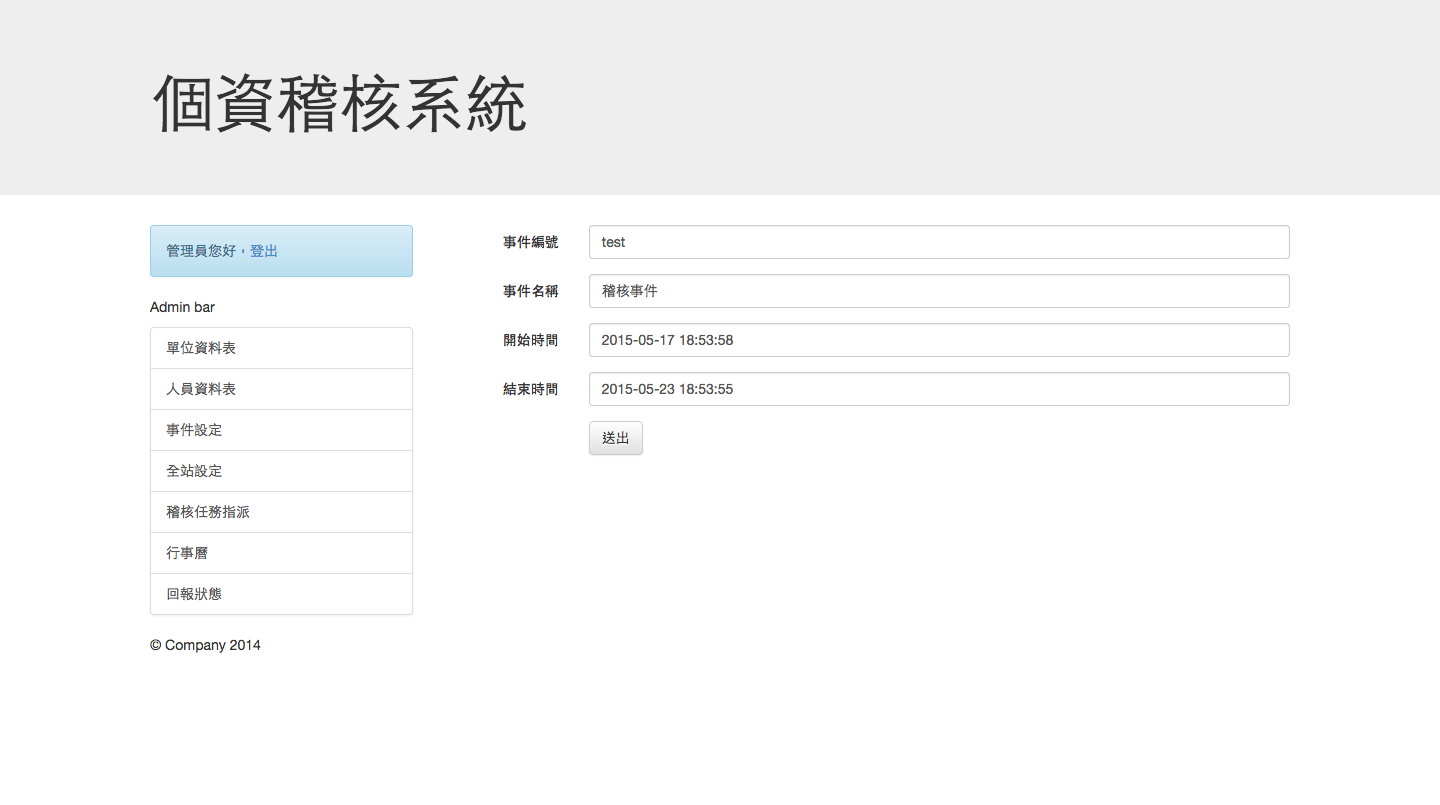 個資稽核系統
管理員您好，登出
Admin bar
單位資料表
人員資料表
事件設定
全站設定
稽核任務指派
行事曆
回報狀態
© Company 2014
事件編號 test
事件名稱 稽核事件
開始時間 2015-05-17 18:53:58
結束時間 2015-05-23 18:53:55
送出